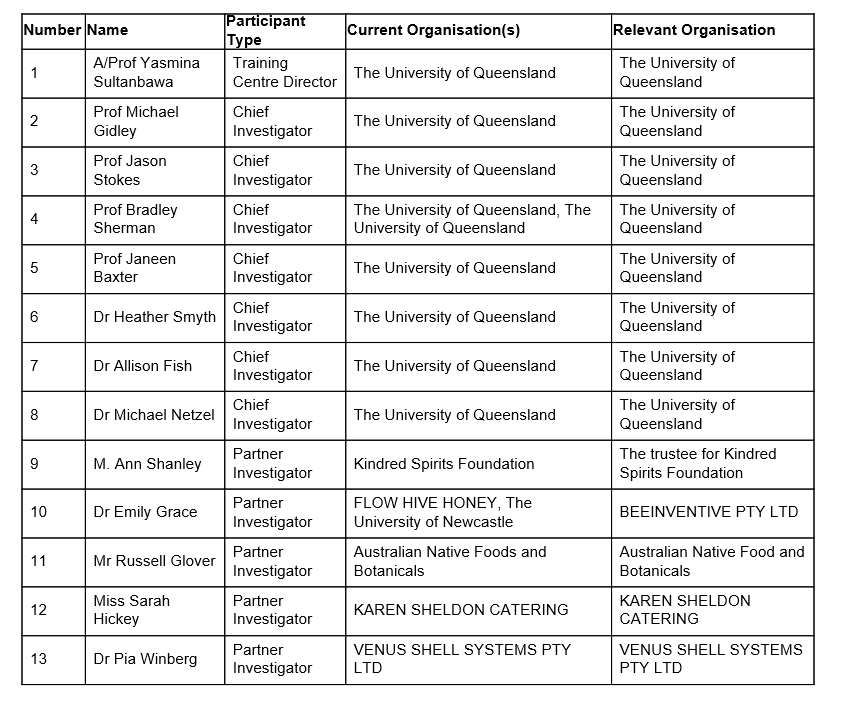 Number Name Participant Type Current Organisation(s) Relevant Organisation
1 A/Prof Yasmina Sultanbawa Training Centre Director The University of Queensland The University of Queensland
2 Prof Michael Gidley Chief Investigator The University of Queensland The University of Queensland
3 Prof Jason Stokes Chief Investigator The University of Queensland The University of Queensland
4 Prof Bradley Sherman Chief Investigator The University of Queensland, The University of Queensland The University of Queensland
5 Prof Janeen Baxter Chief Investigator The University of Queensland The University of Queensland
6 Dr Heather Smyth Chief Investigator The University of Queensland The University of Queensland
7 Dr Allison Fish Chief Investigator The University of Queensland The University of Queensland
8 Dr Michael Netzel Chief Investigator The University of Queensland The University of Queensland
9 M. Ann Shanley Partner Investigator Kindred Spirits Foundation The trustee for Kindred Spirits Foundation
10 Dr Emily Grace Partner Investigator FLOW HIVE HONEY, The University of Newcastle BEEINVENTIVE PTY LTD
11 Mr Russell Glover Partner Investigator Australian Native Foods and Botanicals Australian Native Food and Botanicals
12 Miss Sarah Hickey Partner Investigator KAREN SHELDON CATERING KAREN SHELDON CATERING
13 Dr Pia Winberg Partner Investigator VENUS SHELL SYSTEMS PTY LTD VENUS SHELL SYSTEMS PTY LTD